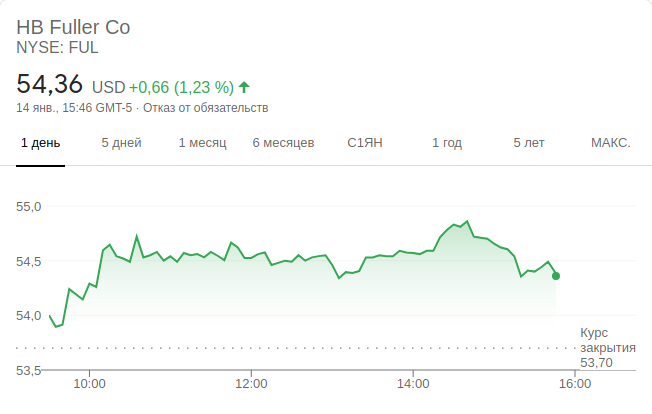 HB Fuller Co
NYSE: FUL
54,36 USD +0,66 (1,23 %)
14 янв., 15:46 GMT-5 · Отказ от обязательств
1 день 5 дней 1 месяц 6 месяцев С1ЯН 1 год 5 лет МАКС.
55,0
54,5
54,0
Курс
закрытия
53,70
53,5
10:00 12:00 14:00 16:00